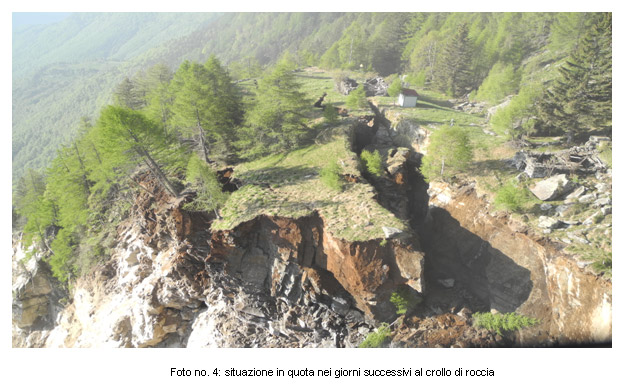 Foto no. 4: situazione in quota nei giorni successivi al crollo di roccia